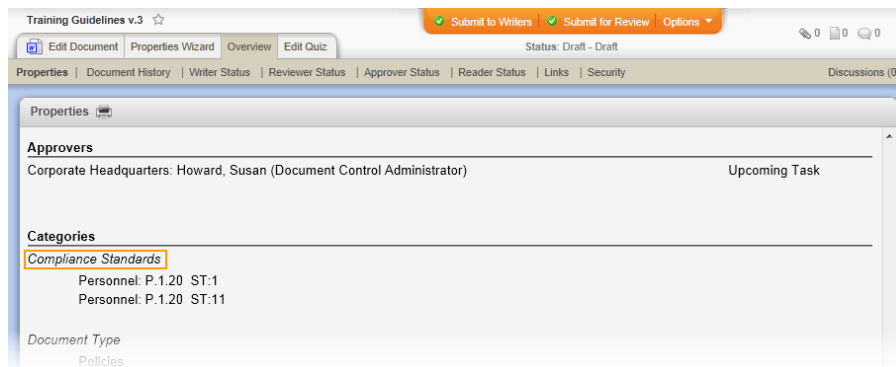 Training Guidelines v.3
Submit to Writers Submit for Review Options
0 0 0
Edit Document Properties Wizard Overview Edit Quiz
Status: Draft - Draft
Properties | Document History | Writer Status | Reviewer Status | Approver Status | Reader Status | Links | Security Discussions (0
Properties
Approvers
Corporate Headquarters: Howard, Susan (Document Control Administrator) Upcoming Task
Categories
Compliance Standards
Personnel: P.1.20 ST:1
Personnel: P.1.20 ST:11
Document Type
Policies